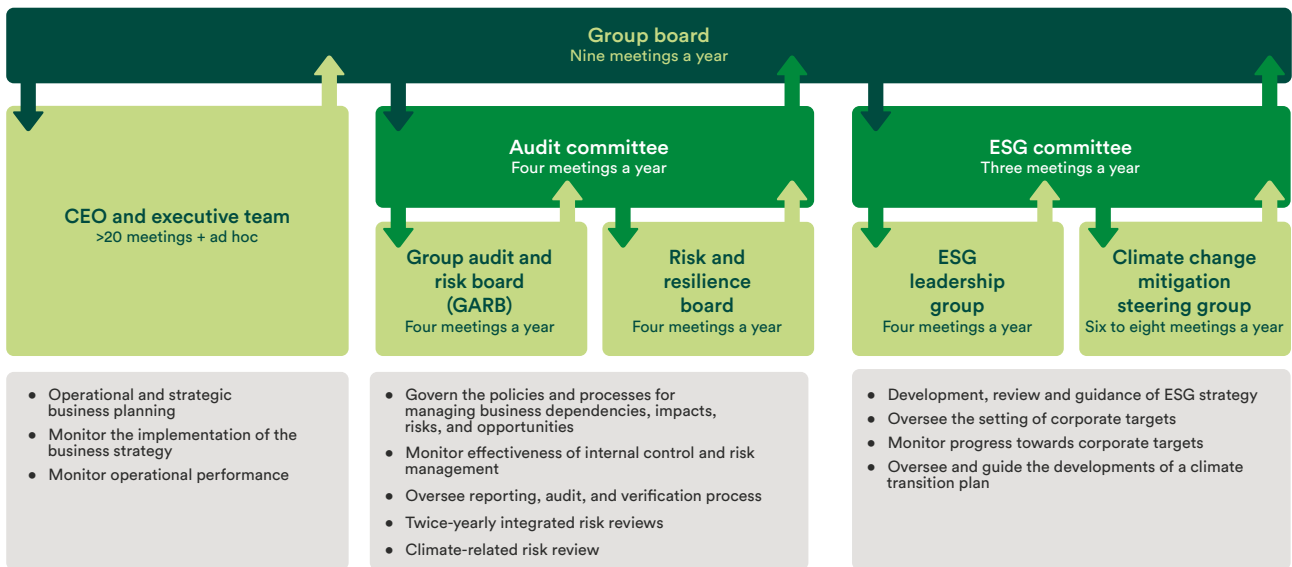 Group board
Nine meetings a year
CEO and executive team
>20 meetings + ad hoc
Audit committee
Four meetings a year
Group audit and
risk board
(GARB)
Four meetings a year
Risk and
resilience
board
Four meetings a year
ESG committee
Three meetings a year
ESG
leadership
group
Four meetings a year
Climate change
mitigation
steering group
Six to eight meetings a year
• Operational and strategic
business planning
• Monitor the implementation of the
business strategy
• Monitor operational performance
• Govern the policies and processes for
managing business dependencies, impacts,
risks, and opportunities
• Monitor effectiveness of internal control and risk
management
• Oversee reporting, audit, and verification process
• Twice-yearly integrated risk reviews
• Climate-related risk review
• Development, review and guidance of ESG strategy
• Oversee the setting of corporate targets
• Monitor progress towards corporate targets
• Oversee and guide the developments of a climate
transition plan